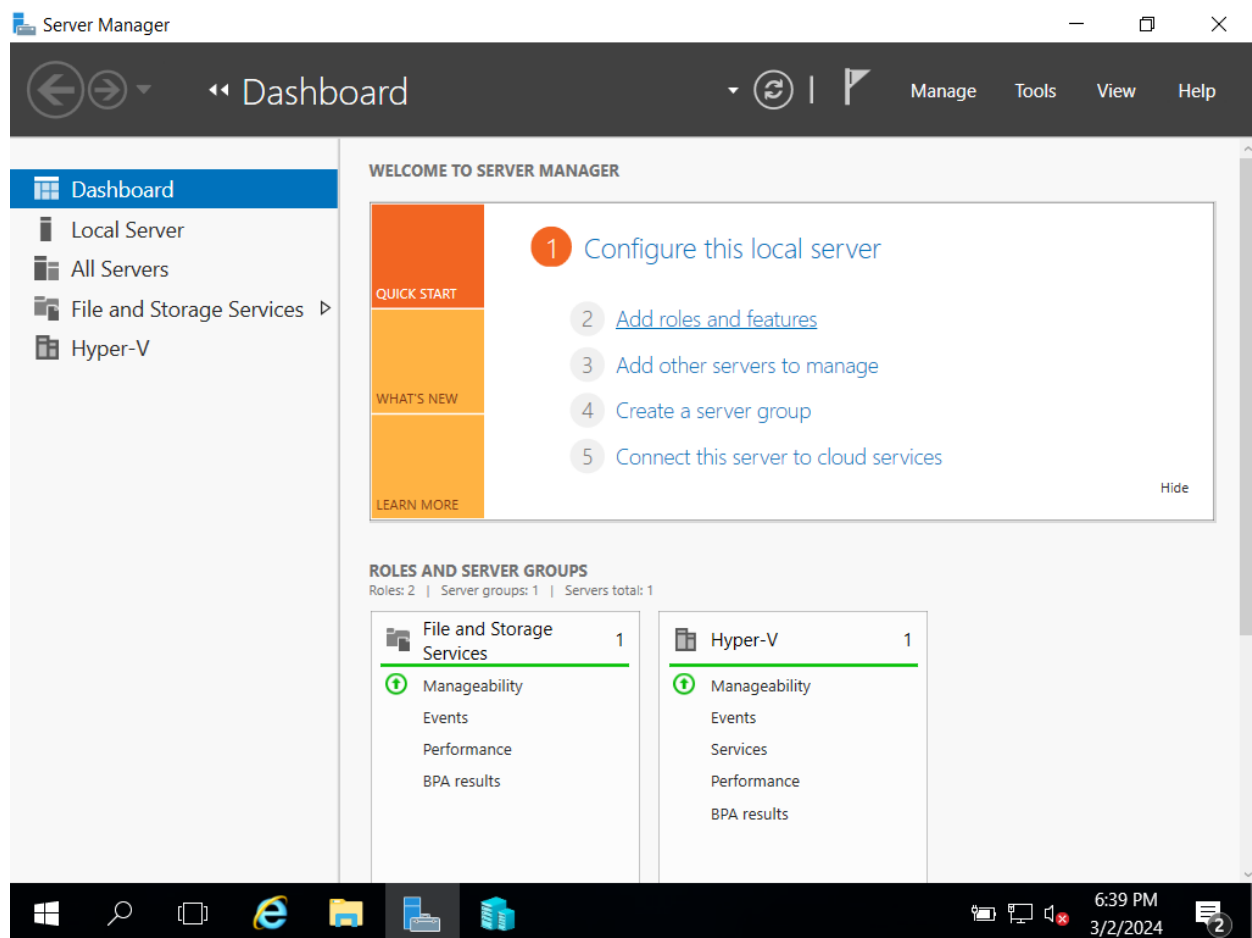 Server Manager
Dashboard
Manage Tools View Help
Dashboard
Local Server
All Servers
File and Storage Services
Hyper-V
WELCOME TO SERVER MANAGER
QUICK START
WHAT'S NEW
LEARN MORE
1 Configure this local server
2 Add roles and features
3 Add other servers to manage
4 Create a server group
5 Connect this server to cloud services
Hide
ROLES AND SERVER GROUPS
Roles: 2 | Server groups: 1 | Servers total: 1
File and Storage
Services
1
Manageability
Events
Performance
BPA results
Hyper-V 1
Manageability
Events
Services
Performance
BPA results
6:39 PM
3/2/2024
2